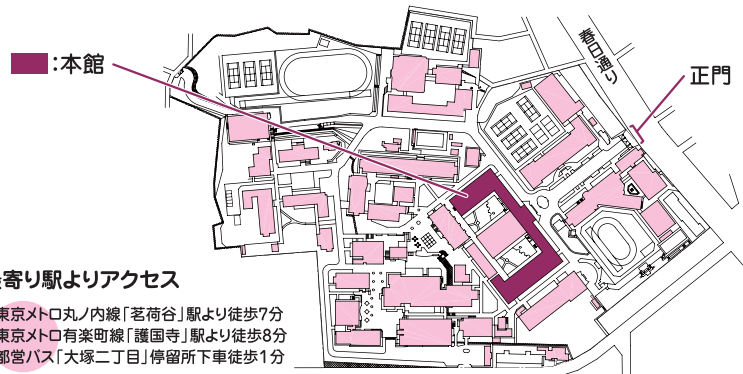 :本館
春日通り
正門
寄り駅よりアクセス
東京メトロ丸ノ内線「茗荷谷」駅より徒歩7分
東京メトロ有楽町線「護国寺」駅より徒歩8分
都営バス「大塚二丁目」停留所下車徒歩1分